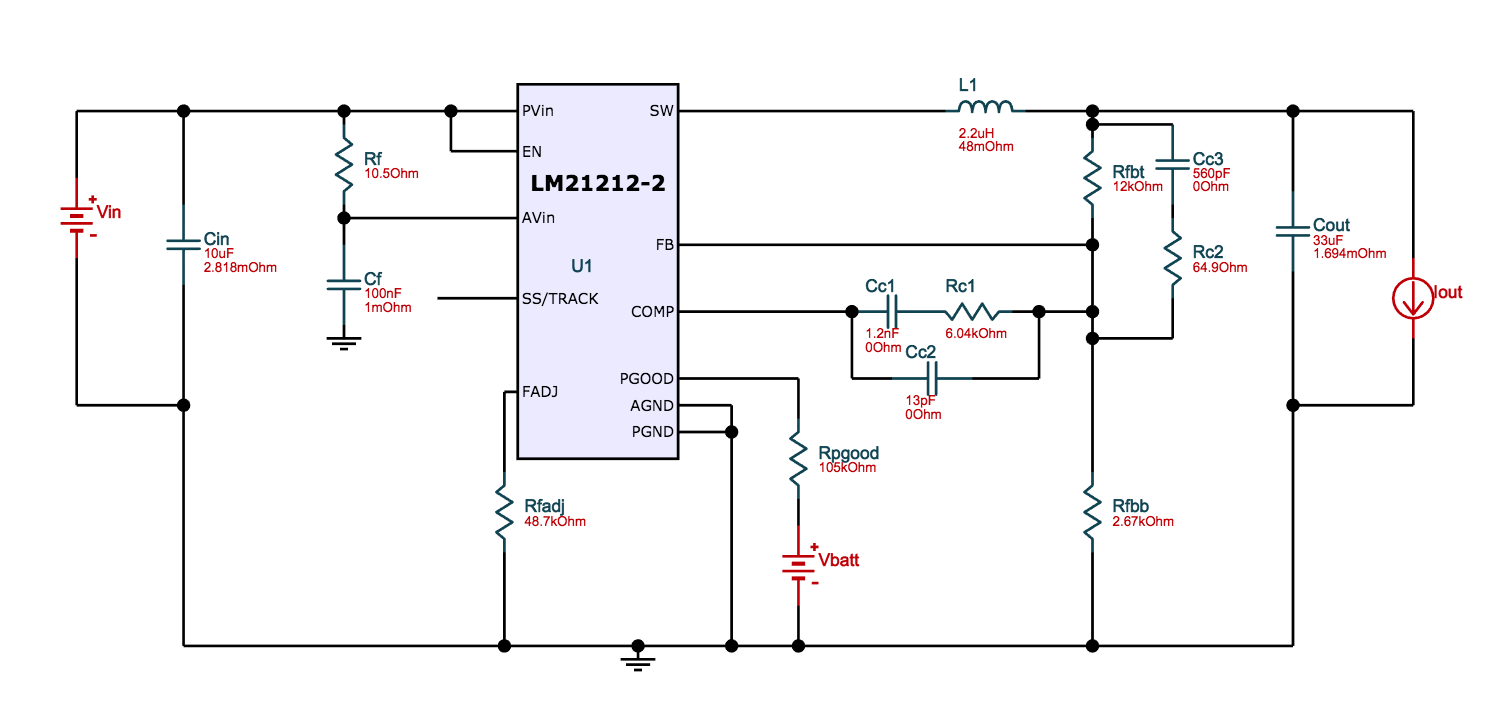 L1
2.2uH
48mOhm
PVin
SW
EN
Rf
10.5Ohm
LM21212-2
Cc3
560pF
0Ohm
Rfbt
12kOhm
+
Vin
-
AVin
Cin
10uF
2.818mOhm
FB
Rc2
64.9Ohm
Cout
33uF
1.694mOhm
U1
Cf
100nF
1mOhm
SS/TRACK
COMP
Cc1
1.2nF
0Ohm
Rc1
6.04kOhm
Iout
Cc2
13pF
0Ohm
PGOOD
FADJ
AGND
PGND
Rpgood
105kOhm
Rfadj
48.7kOhm
Rfbb
2.67kOhm
+
Vbatt
-